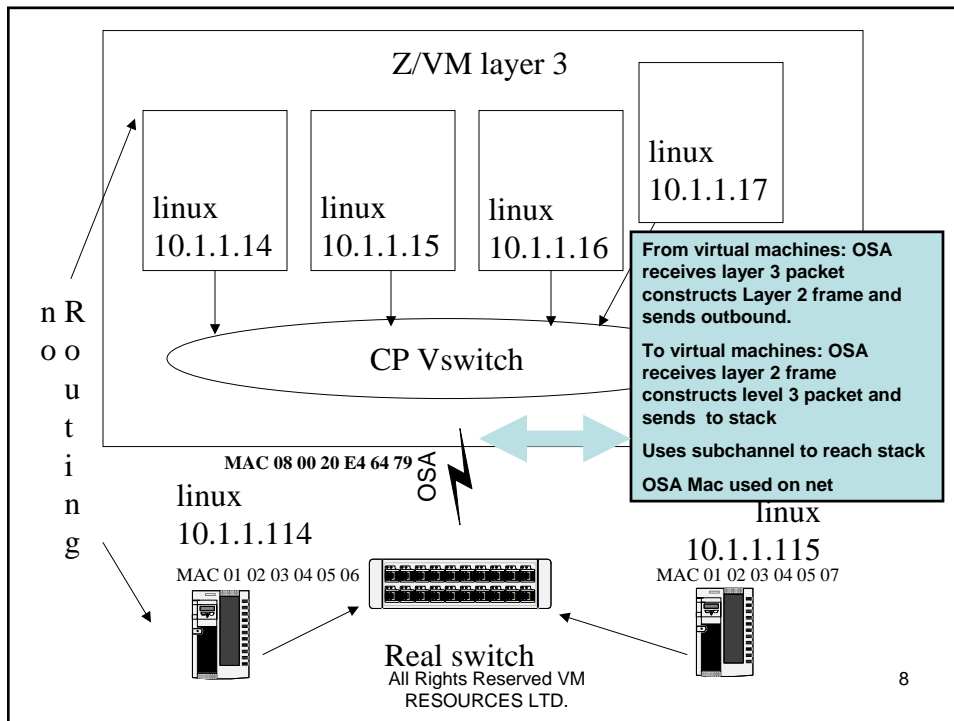 Z/VM layer 3
linux
10.1.1.14
linux
10.1.1.15
linux
10.1.1.16
linux
10.1.1.17
no Routing
CP Vswitch
From virtual machines: OSA
receives layer 3 packet
constructs Layer 2 frame and
sends outbound.
To virtual machines: OSA
receives layer 2 frame
constructs level 3 packet and
sends to stack
Uses subchannel to reach stack
OSA Mac used on net
MAC 08 00 20 E4 64 79
OSA
linux
10.1.1.114
MAC 01 02 03 04 05 06
linux
10.1.1.115
MAC 01 02 03 04 05 07
Real switch
All Rights Reserved VM
RESOURCES LTD.
8